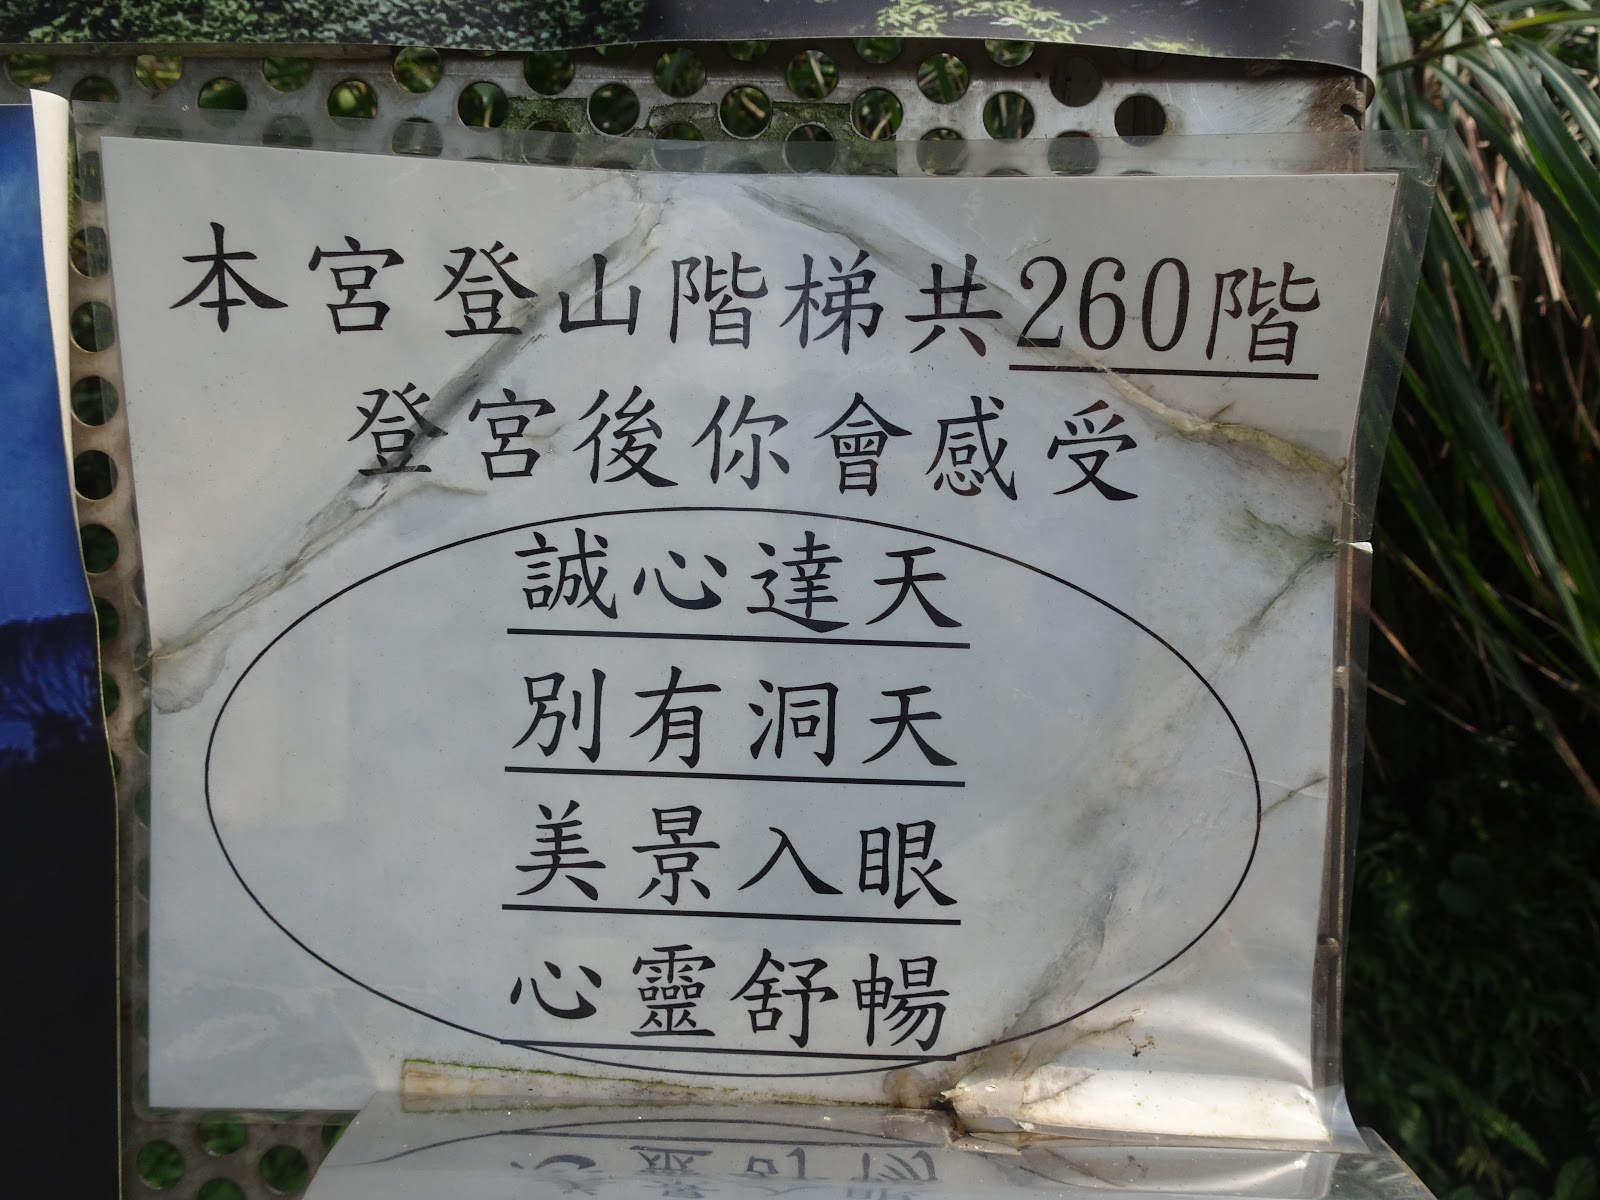 本宮登山階梯共260階
登宮後你會感受
誠心達天
別有洞天
美景入眼
心靈舒暢